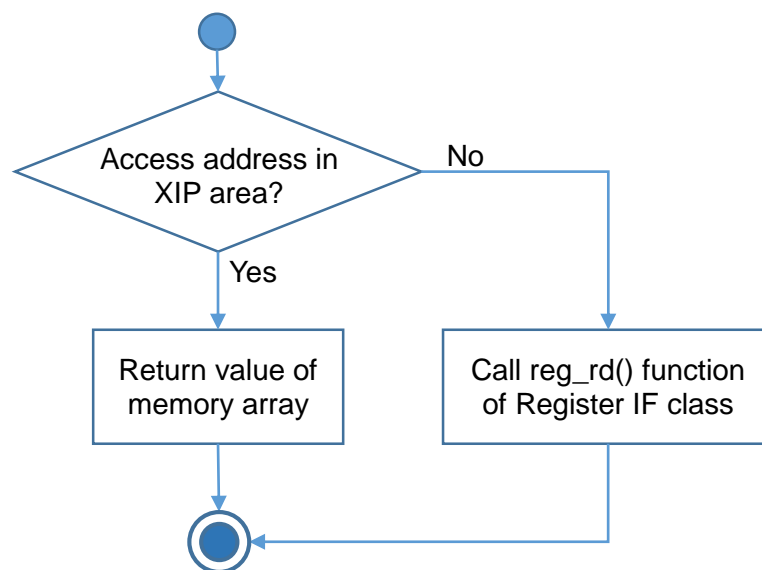 Access address in
XIP area?
No
Yes
Return value of
memory array
Call reg_rd() function
of Register IF class